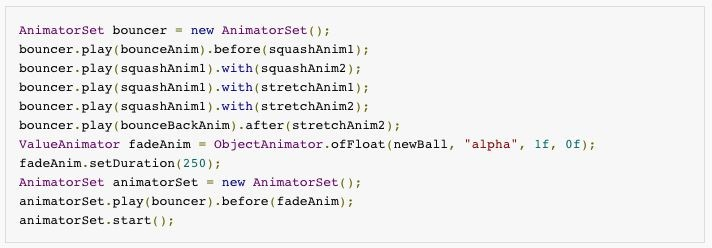 AnimatorSet bouncer = new AnimatorSet();
bouncer.play(bounceAnim).before(squashAnim1);
bouncer.play(squashAnim1).with(squashAnim2);
bouncer.play(squashAnim1).with(stretchAnim1);
bouncer.play(squashAnim1).with(stretchAnim2);
bouncer.play(bounceBackAnim).after(stretchAnim2);
ValueAnimator fadeAnim = ObjectAnimator.ofFloat(newBall, "alpha", 1f, 0f);
fadeAnim.setDuration(250);
AnimatorSet animatorSet = new AnimatorSet();
animatorSet.play(bouncer).before(fadeAnim);
animatorSet.start();